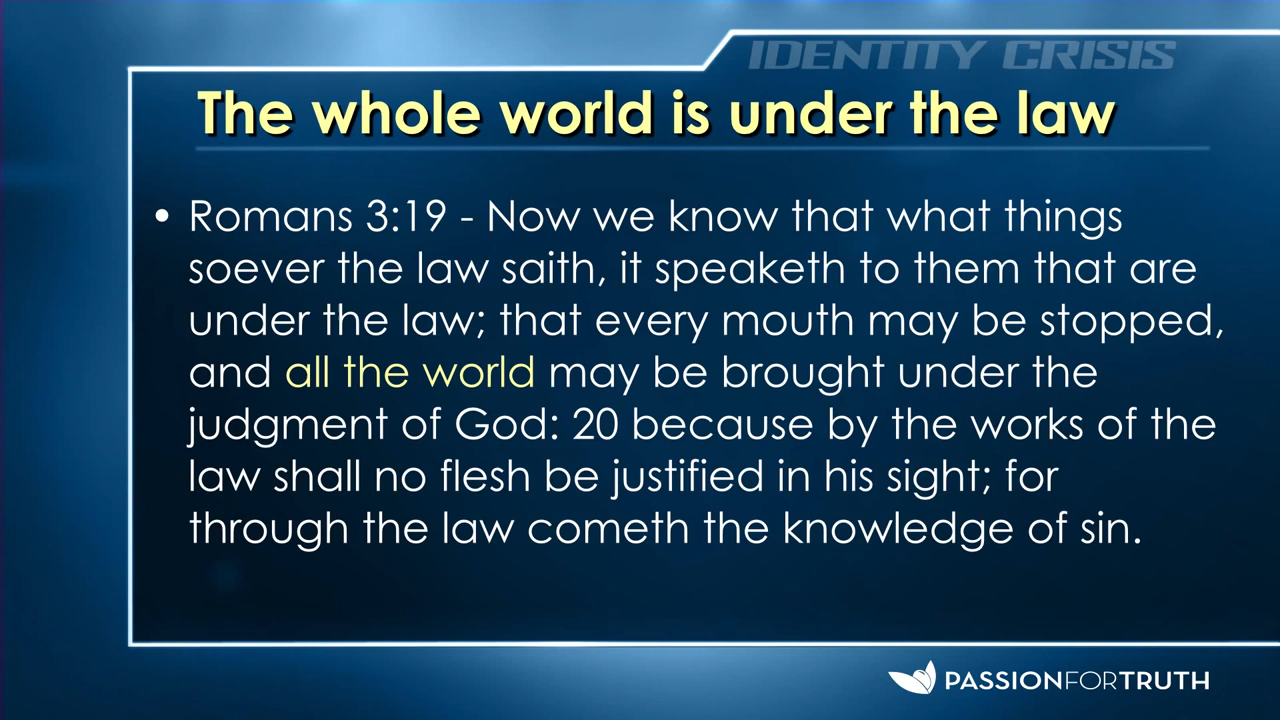 IDENTITY CRISIS
The whole world is under the law
• Romans 3:19 - Now we know that what things
soever the law saith, it speaketh to them that are
under the law; that every mouth may be stopped,
and all the world may be brought under the
judgment of God: 20 because by the works of the
law shall no flesh be justified in his sight; for
through the law cometh the knowledge of sin.
PASSIONFORTRUTH